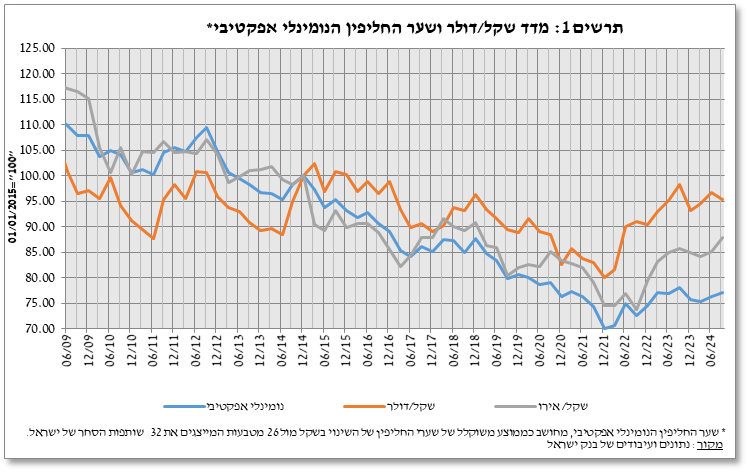 תרשים1: מדד שקל/דולר ושער החליפין הנומינלי אפקטיבי*
125.00
120.00
115.00
110.00
105.00
100.00
95.00
90.00
85.00
80.00
75.00
70.00
01/01/2015="100"
06/09 12/09 06/10 12/10 06/11 12/11 06/12 12/12 06/13 12/13 06/14 12/14 06/15 12/15 06/16 12/16 06/17 12/17 06/18 12/18 06/19 12/19 06/20 12/20 06/21 12/21 06/22 12/22 06/23 12/23 06/24
נומינלי אפקטיבי שקל/דולר שקל/אירו
* שער החליפין הנומינלי אפקטיבי, מחושב כממוצע משוקלל של שערי החליפין של השינוי בשקל מול 26 מטבעות המייצגים את 32 שותפות הסחר של ישראל.
מקור: נתונים ועיבודים של בנק ישראל